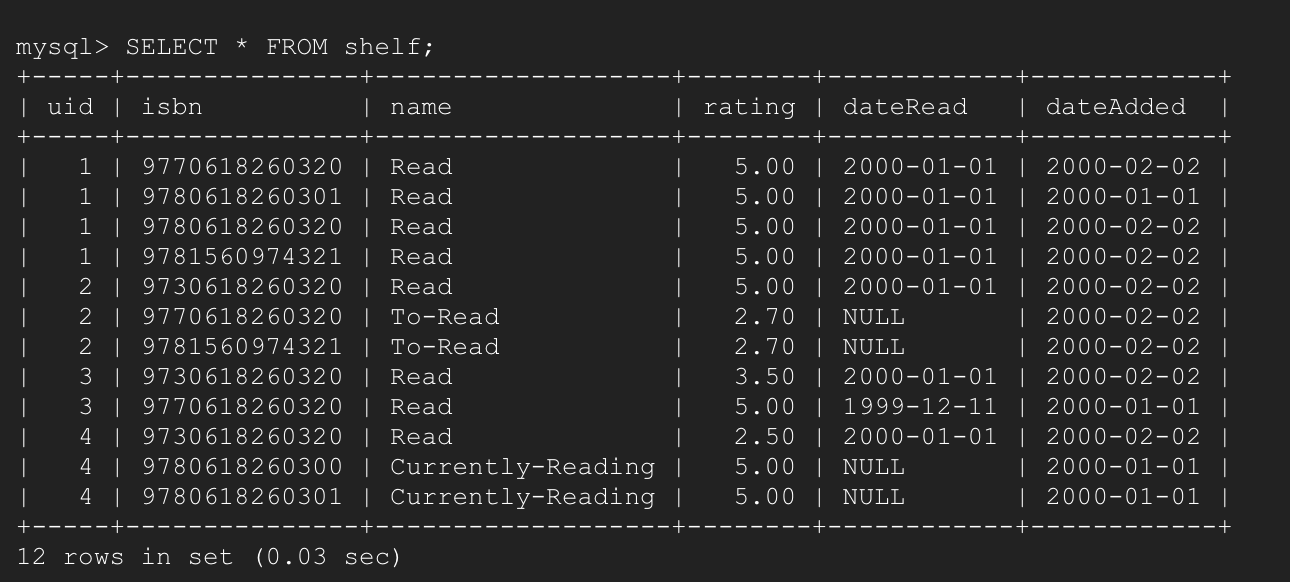 mysql> SELECT * FROM shelf;
+-----+---------------+-------------------+--------+------------+------------+
| uid | isbn          | name              | rating | dateRead   | dateAdded  |
+-----+---------------+-------------------+--------+------------+------------+
|   1 | 9770618260320 | Read              |   5.00 | 2000-01-01 | 2000-02-02 |
|   1 | 9780618260301 | Read              |   5.00 | 2000-01-01 | 2000-01-01 |
|   1 | 9780618260320 | Read              |   5.00 | 2000-01-01 | 2000-02-02 |
|   1 | 9781560974321 | Read              |   5.00 | 2000-01-01 | 2000-02-02 |
|   2 | 9730618260320 | Read              |   5.00 | 2000-01-01 | 2000-02-02 |
|   2 | 9770618260320 | To-Read           |   2.70 | NULL       | 2000-02-02 |
|   2 | 9781560974321 | To-Read           |   2.70 | NULL       | 2000-02-02 |
|   3 | 9730618260320 | Read              |   3.50 | 2000-01-01 | 2000-02-02 |
|   3 | 9770618260320 | Read              |   5.00 | 1999-12-11 | 2000-01-01 |
|   4 | 9730618260320 | Read              |   2.50 | 2000-01-01 | 2000-02-02 |
|   4 | 9780618260300 | Currently-Reading |   5.00 | NULL       | 2000-01-01 |
|   4 | 9780618260301 | Currently-Reading |   5.00 | NULL       | 2000-01-01 |
+-----+---------------+-------------------+--------+------------+------------+
12 rows in set (0.03 sec)